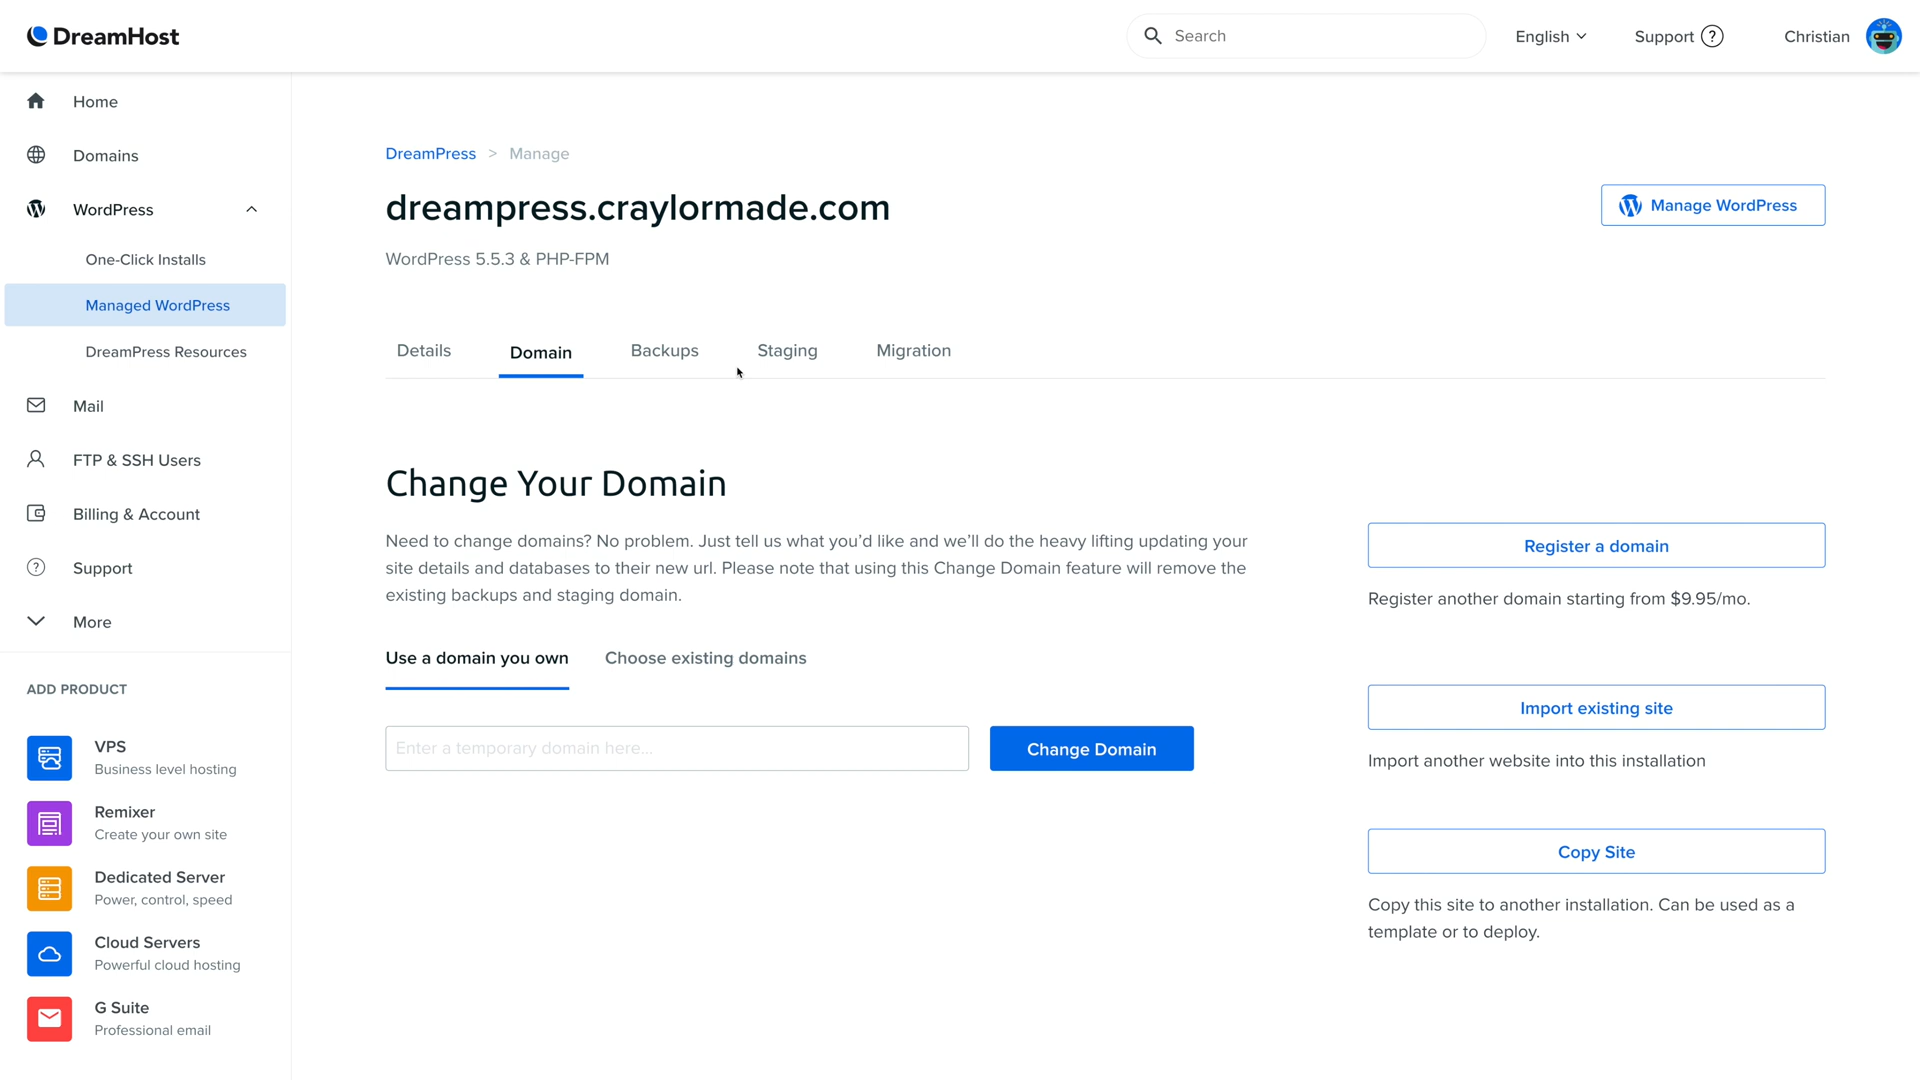 DreamHost
Search
English
Support ?
Christian
Home
Domains
WordPress
One-Click Installs
Managed WordPress
DreamPress Resources
Mail
FTP & SSH Users
Billing & Account
Support
More
ADD PRODUCT
VPS
Business level hosting
Remixer
Create your own site
Dedicated Server
Power, control, speed
Cloud Servers
Powerful cloud hosting
G Suite
Professional email
DreamPress > Manage
dreampress.craylormade.com
Manage WordPress
WordPress 5.5.3 & PHP-FPM
Details
Domain
Backups
Staging
Migration
Change Your Domain
Need to change domains? No problem. Just tell us what you’d like and we’ll do the heavy lifting updating your
site details and databases to their new url. Please note that using this Change Domain feature will remove the
existing backups and staging domain.
Use a domain you own
Choose existing domains
Enter a temporary domain here...
Change Domain
Register a domain
Register another domain starting from $9.95/mo.
Import existing site
Import another website into this installation
Copy Site
Copy this site to another installation. Can be used as a
template or to deploy.